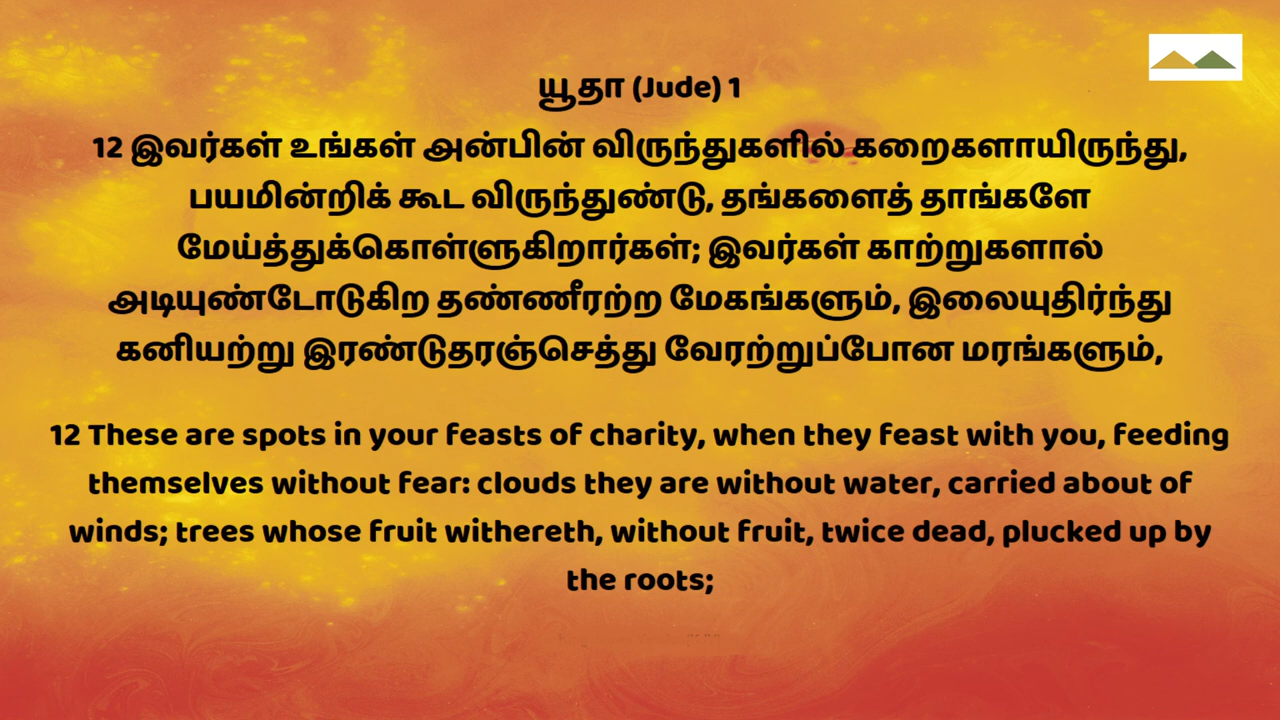 யூதா (Jude) 1
12 இவர்கள் உங்கள் அன்பின் விருந்துகளில் கறைகளாயிருந்து,
பயமின்றிக் கூட விருந்துண்டு, தங்களைத் தாங்களே
மேய்த்துக்கொள்ளுகிறார்கள்; இவர்கள் காற்றுகளால்
அடியுண்டோடுகிற தண்ணீரற்ற மேகங்களும், இலையுதிர்ந்து
கனியற்று இரண்டுதரஞ்செத்து வேரற்றுப்போன மரங்களும்,
12 These are spots in your feasts of charity, when they feast with you, feeding
themselves without fear: clouds they are without water, carried about of
winds; trees whose fruit withereth, without fruit, twice dead, plucked up by
the roots;